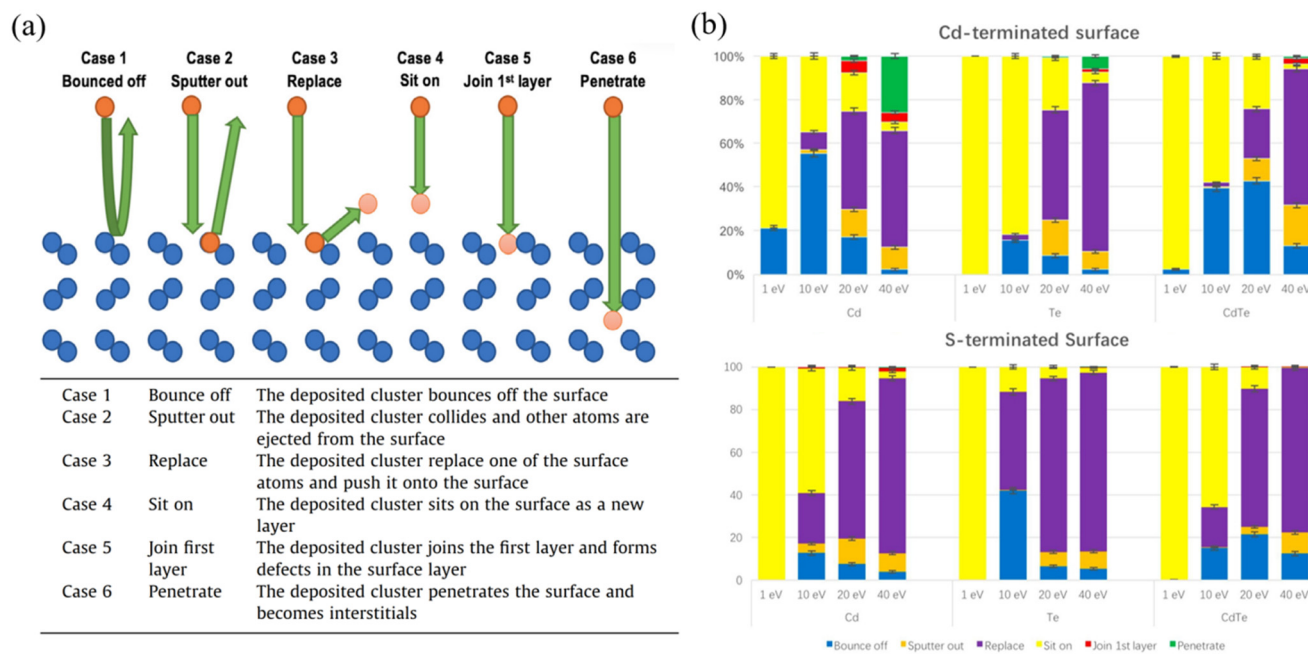 (a)
Case 1 Case 2 Case 3 Case 4 Case 5 Case 6
Bounced off Sputter out Replace Sit on Join 1st layer Penetrate
Case 1 Bounce off The deposited cluster bounces off the surface
Case 2 Sputter out The deposited cluster collides and other atoms are
ejected from the surface
Case 3 Replace The deposited cluster replace one of the surface
atoms and push it onto the surface
Case 4 Sit on The deposited cluster sits on the surface as a new
layer
Case 5 Join first The deposited cluster joins the first layer and forms
layer defects in the surface layer
Case 6 Penetrate The deposited cluster penetrates the surface and
becomes interstitials
(b)
Cd-terminated surface
100%
80%
60%
40%
20%
0%
1 eV 10 eV 20 eV 40 eV 1 eV 10 eV 20 eV 40 eV 1 eV 10 eV 20 eV 40 eV
Cd Te CdTe
S-terminated Surface
100
80
60
40
20
0
1 eV 10 eV 20 eV 40 eV 1 eV 10 eV 20 eV 40 eV 1 eV 10 eV 20 eV 40 eV
Cd Te CdTe
Bounce off Sputter out Replace Sit on Join 1st layer Penetrate